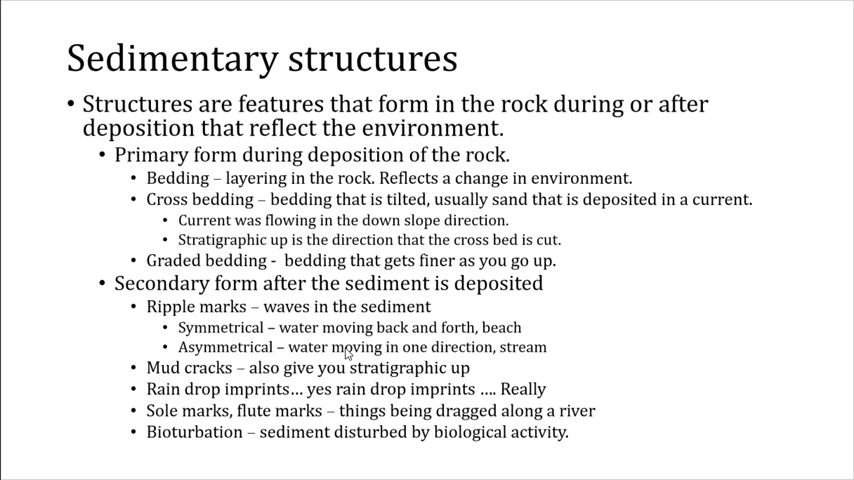 Sedimentary structures
• Structures are features that form in the rock during or after
deposition that reflect the environment.
• Primary form during deposition of the rock.
• Bedding – layering in the rock. Reflects a change in environment.
• Cross bedding – bedding that is tilted, usually sand that is deposited in a current.
• Current was flowing in the down slope direction.
• Stratigraphic up is the direction that the cross bed is cut.
• Graded bedding -  bedding that gets finer as you go up.
• Secondary form after the sediment is deposited
• Ripple marks – waves in the sediment
• Symmetrical – water moving back and forth, beach
• Asymmetrical – water moving in one direction, stream
• Mud cracks – also give you stratigraphic up
• Rain drop imprints... yes rain drop imprints .... Really
• Sole marks, flute marks – things being dragged along a river
• Bioturbation – sediment disturbed by biological activity.